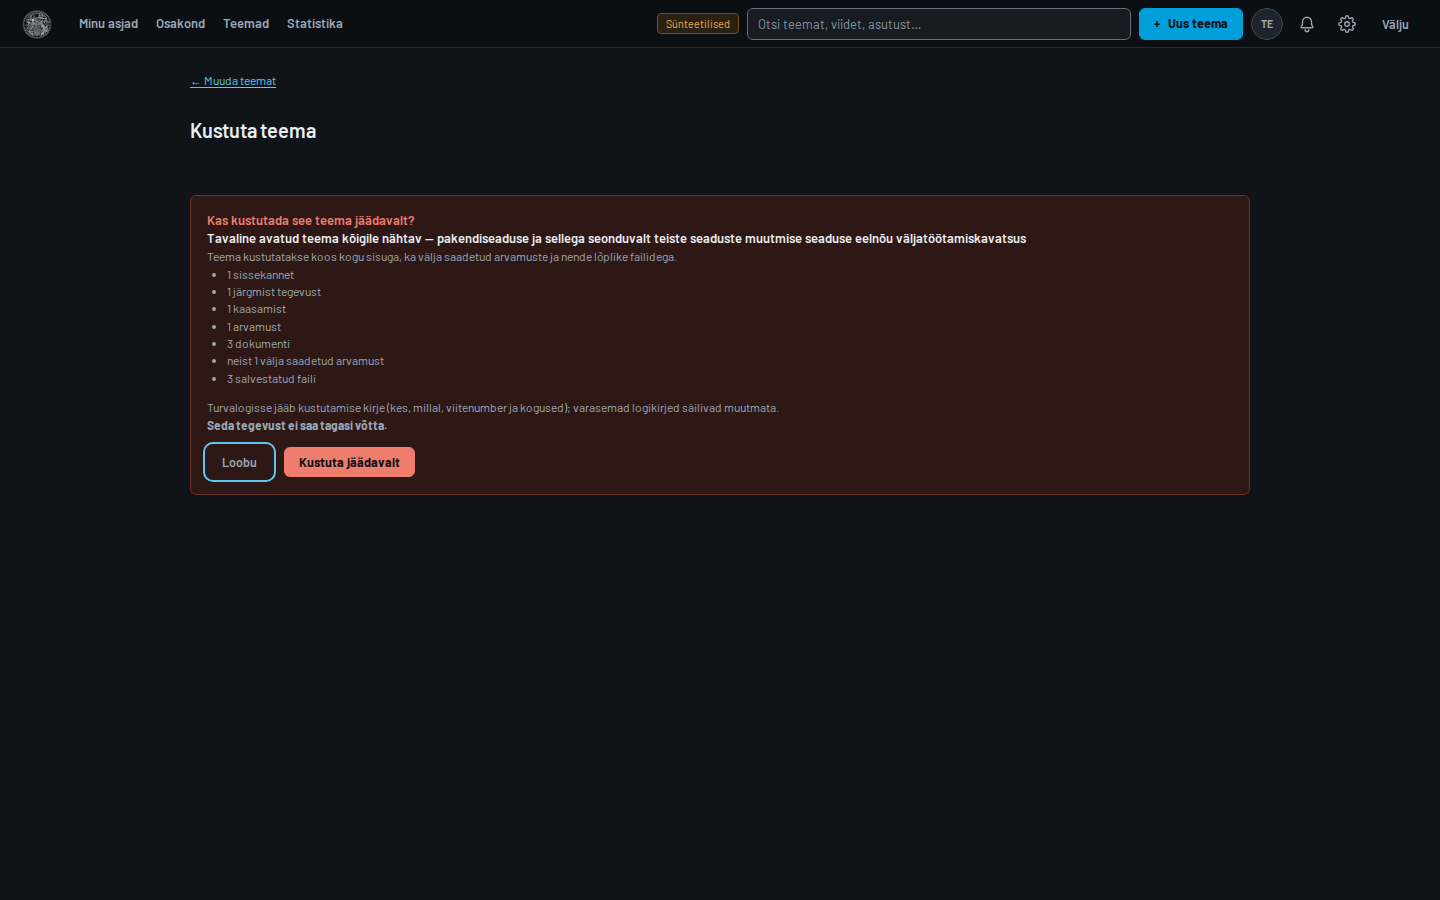 Minu asjad
Osakond
Teemad
Statistika
Sünteetilised
Otsi teemat, viidet, asutust...
+ Uus teema
TE
Välju
← Muuda teemat
Kustuta teema
Kas kustutada see teema jäädavalt?
Tavaline avatud teema kõigile nähtav — pakendiseaduse ja sellega seonduvalt teiste seaduste muutmise seaduse eelnõu väljatöötamiskavatsus
Teema kustutatakse koos kogu sisuga, ka välja saadetud arvamuste ja nende lõplike failidega.
• 1 sissekannet
• 1 järgmist tegevust
• 1 kaasamist
• 1 arvamust
• 3 dokumenti
• neist 1 välja saadetud arvamust
• 3 salvestatud faili
Turvalogisse jääb kustutamise kirje (kes, millal, viitenumber ja kogused); varasemad logikirjed säilivad muutmata.
Seda tegevust ei saa tagasi võtta.
Loobu
Kustuta jäädavalt